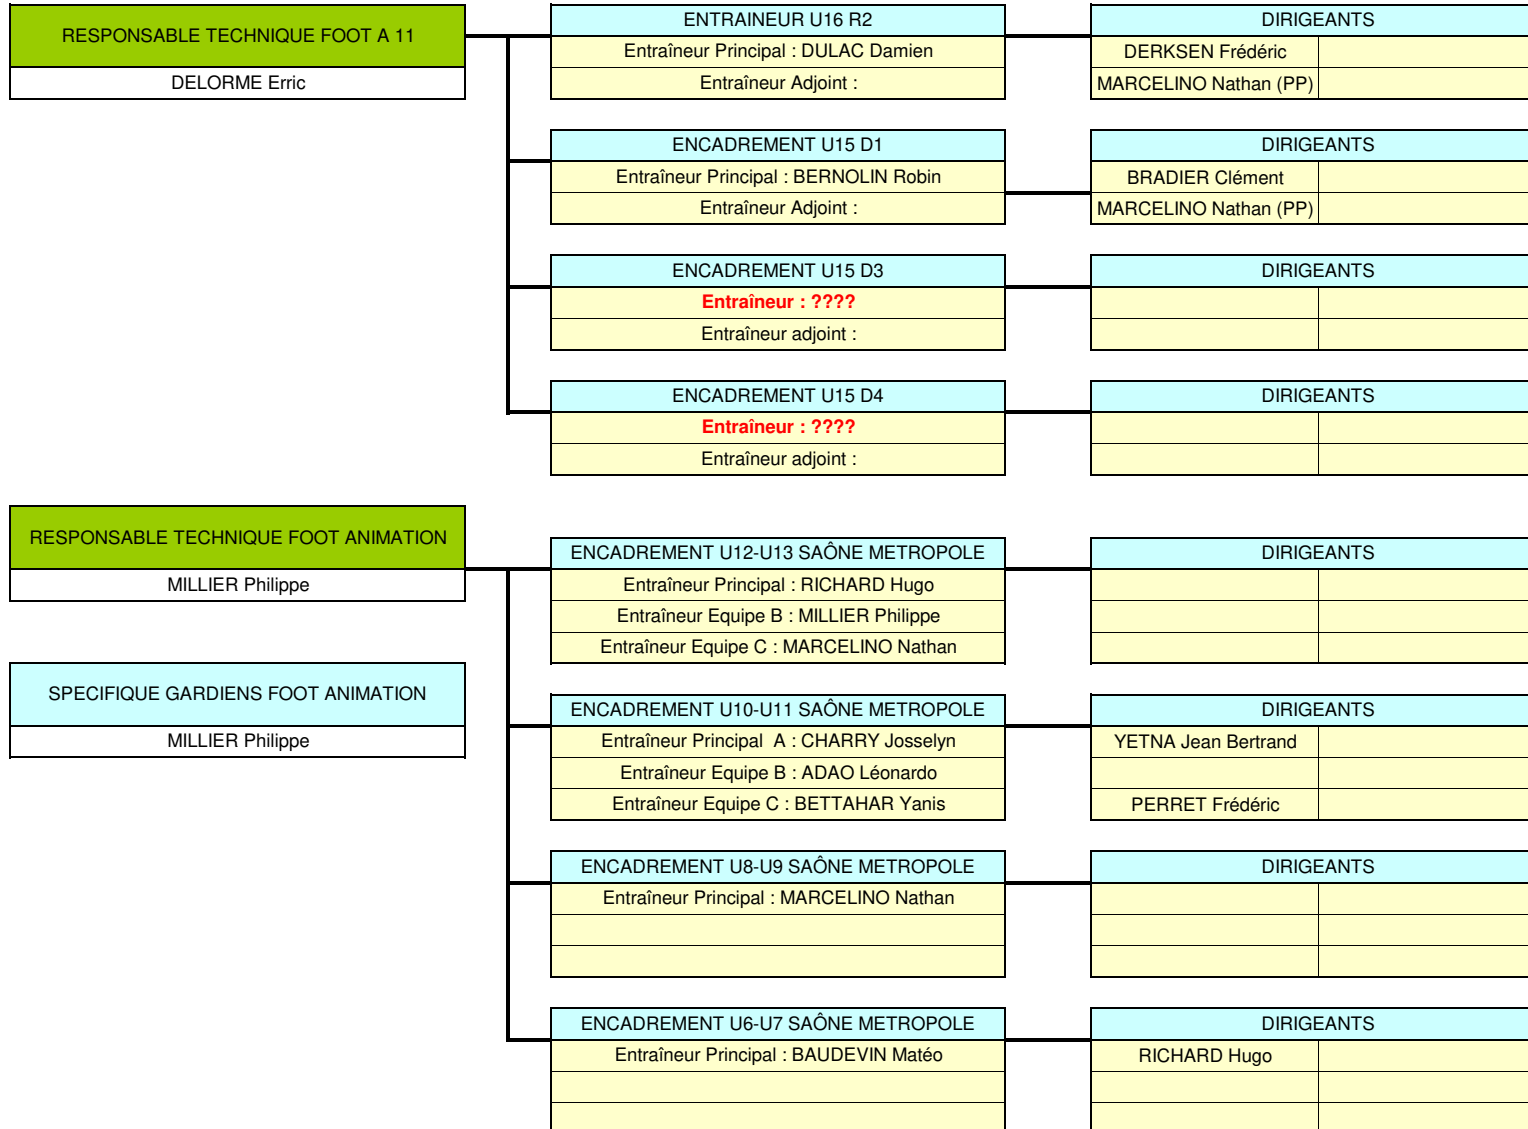 RESPONSABLE TECHNIQUE FOOT A 11
DELORME Erric
ENTRAINEUR U16 R2
Entraîneur Principal : DULAC Damien
Entraîneur Adjoint :
DIRIGEANTS
DERKSEN Frédéric
MARCELINO Nathan (PP)
ENCADREMENT U15 D1
Entraîneur Principal : BERNOLIN Robin
Entraîneur Adjoint :
DIRIGEANTS
BRADIER Clément
MARCELINO Nathan (PP)
ENCADREMENT U15 D3
Entraîneur : ????
Entraîneur adjoint :
DIRIGEANTS
ENCADREMENT U15 D4
Entraîneur : ????
Entraîneur adjoint :
DIRIGEANTS
RESPONSABLE TECHNIQUE FOOT ANIMATION
MILLIER Philippe
ENCADREMENT U12-U13 SAÔNE METROPOLE
Entraîneur Principal : RICHARD Hugo
Entraîneur Equipe B : MILLIER Philippe
Entraîneur Equipe C : MARCELINO Nathan
DIRIGEANTS
SPECIFIQUE GARDIENS FOOT ANIMATION
MILLIER Philippe
ENCADREMENT U10-U11 SAÔNE METROPOLE
Entraîneur Principal  A : CHARRY Josselyn
Entraîneur Equipe B : ADAO Léonardo
Entraîneur Equipe C : BETTAHAR Yanis
DIRIGEANTS
YETNA Jean Bertrand
PERRET Frédéric
ENCADREMENT U8-U9 SAÔNE METROPOLE
Entraîneur Principal : MARCELINO Nathan
DIRIGEANTS
ENCADREMENT U6-U7 SAÔNE METROPOLE
Entraîneur Principal : BAUDEVIN Matéo
DIRIGEANTS
RICHARD Hugo